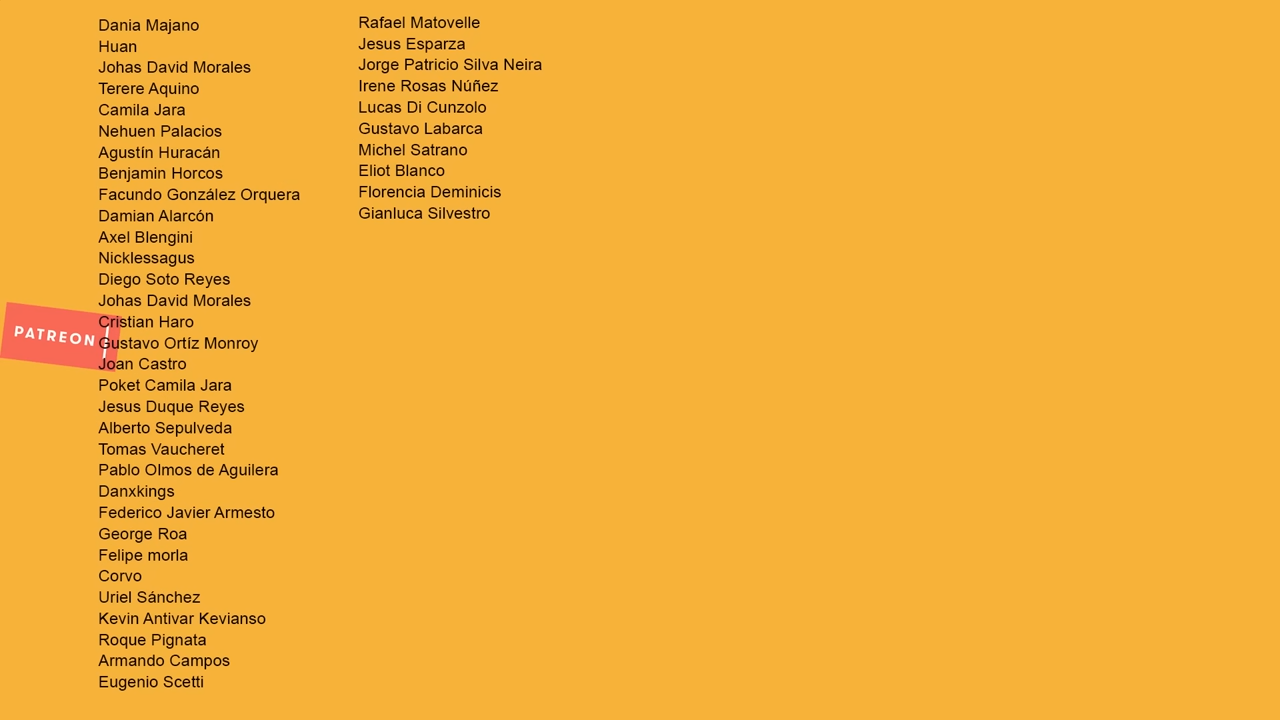 Dania Majano
Huan
Johas David Morales
Terere Aquino
Camila Jara
Nehuen Palacios
Agustín Huracán
Benjamin Horcos
Facundo González Orquera
Damian Alarcón
Axel Blengini
Nicklessagus
Diego Soto Reyes
Johas David Morales
Cristian Haro
Gustavo Ortíz Monroy
Joan Castro
Poket Camila Jara
Jesus Duque Reyes
Alberto Sepulveda
Tomas Vaucheret
Pablo Olmos de Aguilera
Danxkings
Federico Javier Armesto
George Roa
Felipe morla
Corvo
Uriel Sánchez
Kevin Antivar Kevianso
Roque Pignata
Armando Campos
Eugenio Scetti
Rafael Matovelle
Jesus Esparza
Jorge Patricio Silva Neira
Irene Rosas Núñez
Lucas Di Cunzolo
Gustavo Labarca
Michel Satrano
Eliot Blanco
Florencia Deminicis
Gianluca Silvestro
PATREON